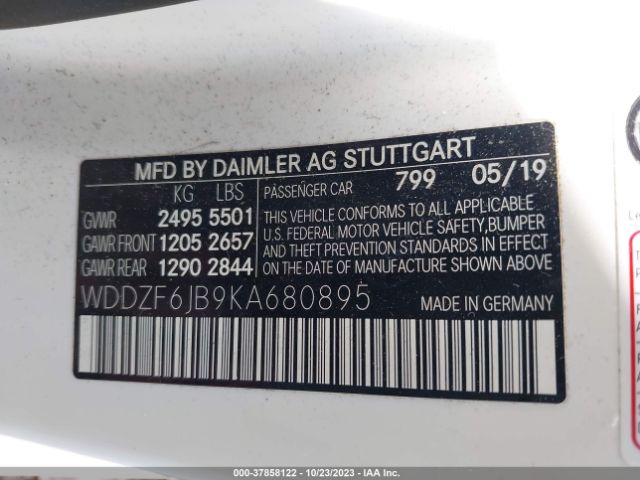 MFD BY DAIMLER AG STUTTGART
KG LBS PASSENGER CAR 799 05/19
GVWR 2495 5501
GAWR FRONT 1205 2657
GAWR REAR 1290 2844
THIS VEHICLE CONFORMS TO ALL APPLICABLE
U.S. FEDERAL MOTOR VEHICLE SAFETY,BUMPER
AND THEFT PREVENTION STANDARDS IN EFFECT
ON THE DATE OF MANUFACTURE SHOWN ABOVE
WDDZF6JB9KA680895 MADE IN GERMANY
000-37858122 - 10/23/2023 - IAA Inc.